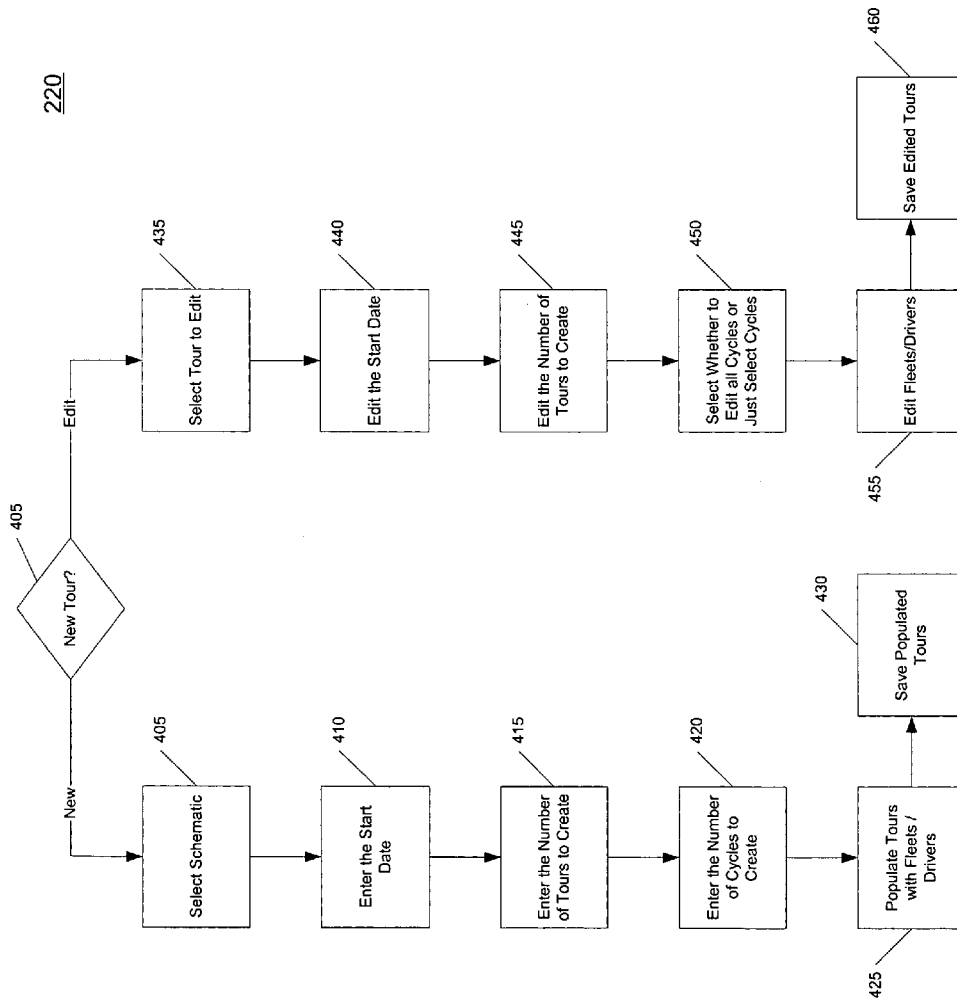 220
405
New Tour?
New
Edit
405
Select Schematic
410
Enter the Start
Date
415
Enter the Number
of Tours to Create
420
Enter the Number
of Cycles to
Create
425
Populate Tours
with Fleets /
Drivers
430
Save Populated
Tours
435
Select Tour to Edit
440
Edit the Start Date
445
Edit the Number of
Tours to Create
450
Select Whether to
Edit all Cycles or
Just Select Cycles
455
Edit Fleets/Drivers
460
Save Edited Tours